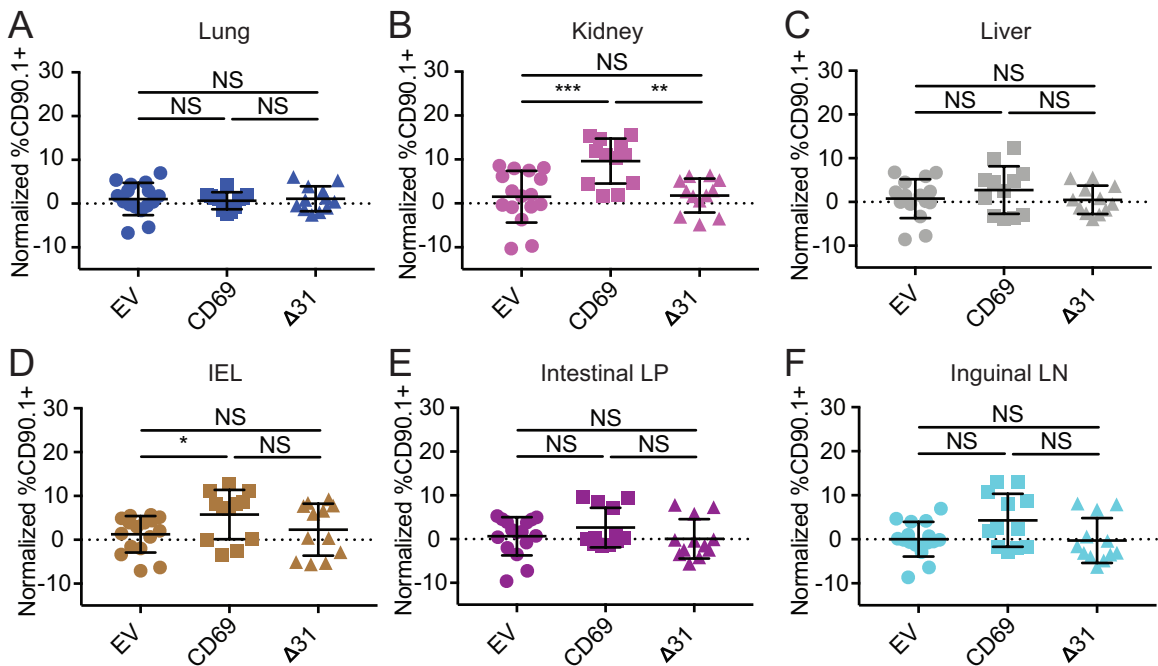 A
Lung
Normalized %CD90.1+
30
20
10
0
-10
NS
NS
NS
EV
CD69
Δ31
B
Kidney
Normalized %CD90.1+
30
20
10
0
-10
NS
***
**
EV
CD69
Δ31
C
Liver
Normalized %CD90.1+
30
20
10
0
-10
NS
NS
NS
EV
CD69
Δ31
D
IEL
Normalized %CD90.1+
30
20
10
0
-10
NS
*
NS
EV
CD69
Δ31
E
Intestinal LP
Normalized %CD90.1+
30
20
10
0
-10
NS
NS
NS
EV
CD69
Δ31
F
Inguinal LN
Normalized %CD90.1+
30
20
10
0
-10
NS
NS
NS
EV
CD69
Δ31